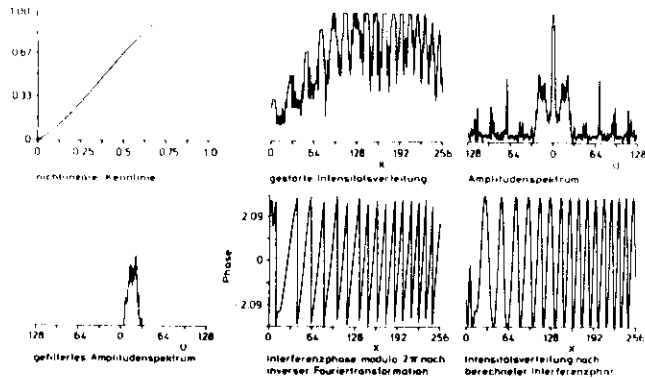 1.00
0.67
0.33
0
0 0.25 0.5 0.75 1.0
nichtlineare Kennlinie
0 64 128 192 256
x
gestörte Intensitätsverteilung
128 64 0 64 128
υ
Amplitudenspektrum
128 64 0 64 128
υ
gefiltertes Amplitudenspektrum
Phase
2.09
0
-2.09
0 64 128 192 256
x
Interferenzphase modulo 2π nach
inverser Fouriertransformation
0 64 128 192 256
x
Intensitätsverteilung nach
berechneter